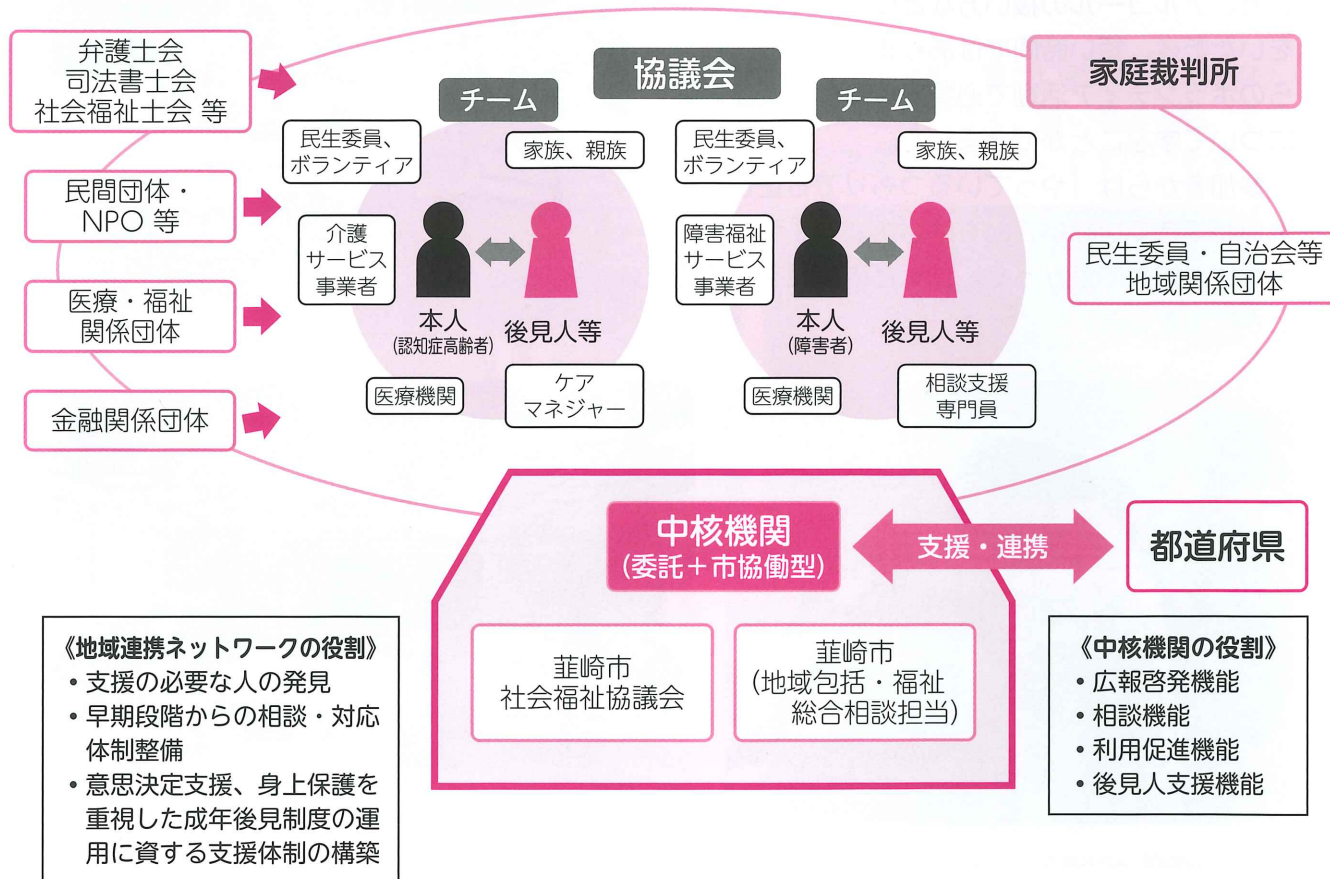 弁護士会
司法書士会
社会福祉士会 等
民間団体・
NPO 等
医療・福祉
関係団体
金融関係団体
協議会
家庭裁判所
民生委員・自治会等
地域関係団体
チーム
民生委員、
ボランティア
家族、親族
介護
サービス
事業者
本人
(認知症高齢者)
後見人等
医療機関
ケア
マネジャー
チーム
民生委員、
ボランティア
家族、親族
障害福祉
サービス
事業者
本人
(障害者)
後見人等
医療機関
相談支援
専門員
中核機関
(委託+市協働型)
支援・連携
都道府県
韮崎市
社会福祉協議会
韮崎市
(地域包括・福祉
総合相談担当)
《地域連携ネットワークの役割》
• 支援の必要な人の発見
• 早期段階からの相談・対応
体制整備
• 意思決定支援、身上保護を
重視した成年後見制度の運
用に資する支援体制の構築
《中核機関の役割》
• 広報啓発機能
• 相談機能
• 利用促進機能
• 後見人支援機能